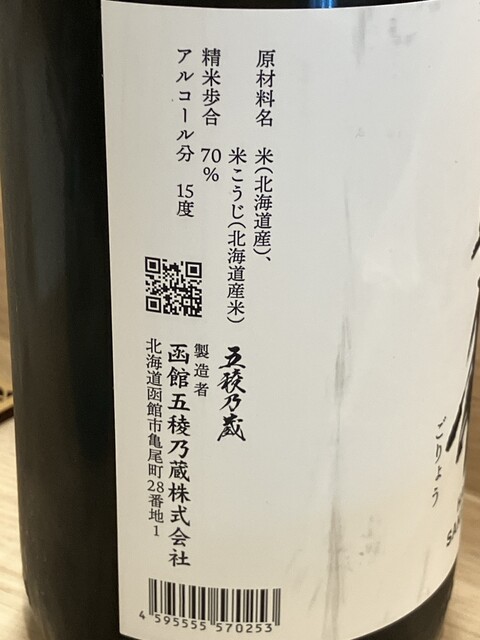 原材料名 米(北海道産)、
米こうじ(北海道産米)
精米歩合 70%
アルコール分 15度
五稜乃蔵
製造者
函館五稜乃蔵株式会社
北海道函館市亀尾町28番地1
ごりょう
4 595555 570253